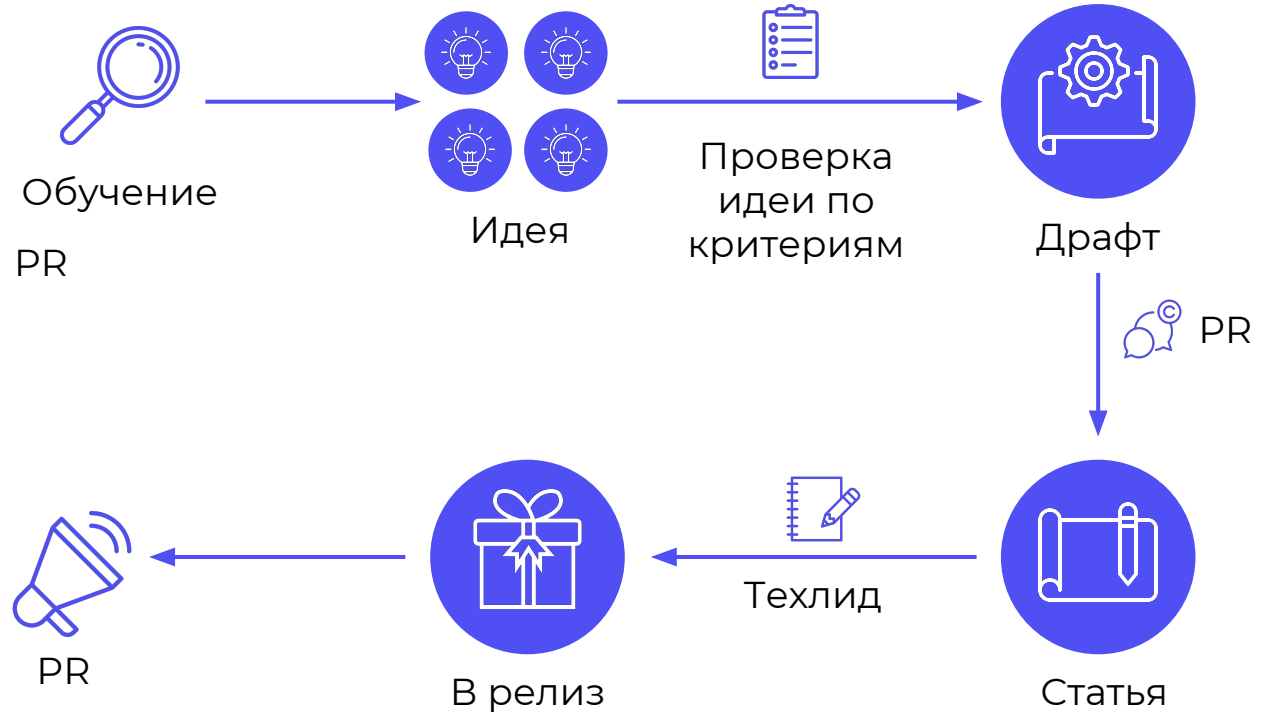 Обучение
PR
Идея
Проверка
идеи по
критериям
Драфт
C
PR
Статья
Техлид
В релиз
PR